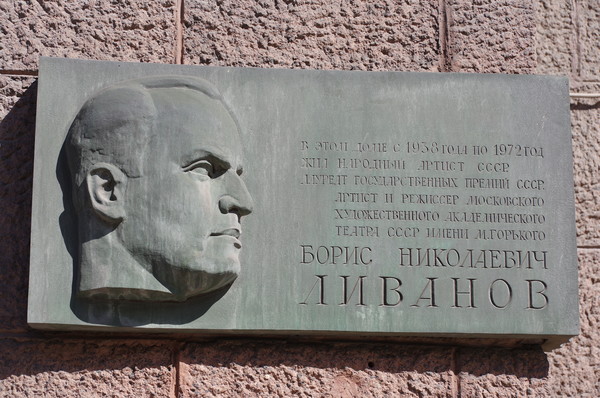 В ЭТОМ ДОМЕ С 1938 ГОДА ПО 1972 ГОД
ЖИЛ НАРОДНЫЙ АРТИСТ СССР
ЛАУРЕАТ ГОСУДАРСТВЕННЫХ ПРЕМИЙ СССР
АРТИСТ И РЕЖИССЕР МОСКОВСКОГО
ХУДОЖЕСТВЕННОГО АКАДЕМИЧЕСКОГО
ТЕАТРА СССР ИМЕНИ М.ГОРЬКОГО
БОРИС НИКОЛАЕВИЧ
ЛИВАНОВ